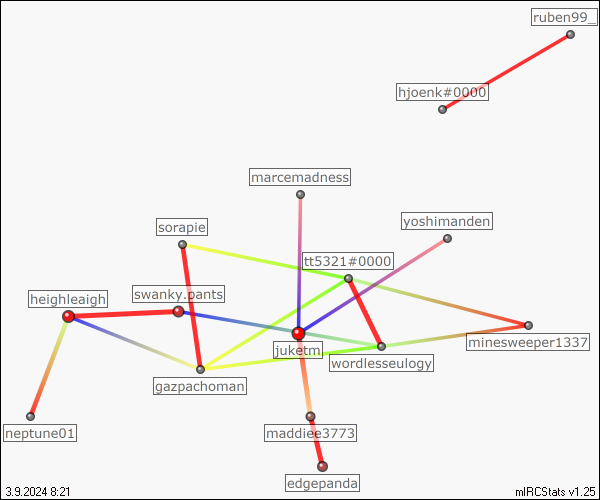 ruben99_
hjoenk#0000
marcemadness
yoshimanden
sorapie
tt5321#0000
swanky.pants
heighleaigh
juketm
minesweeper1337
wordlesseulogy
gazpachoman
neptune01
maddiee3773
edgepanda
3.9.2024 8:21
mIRCStats v1.25